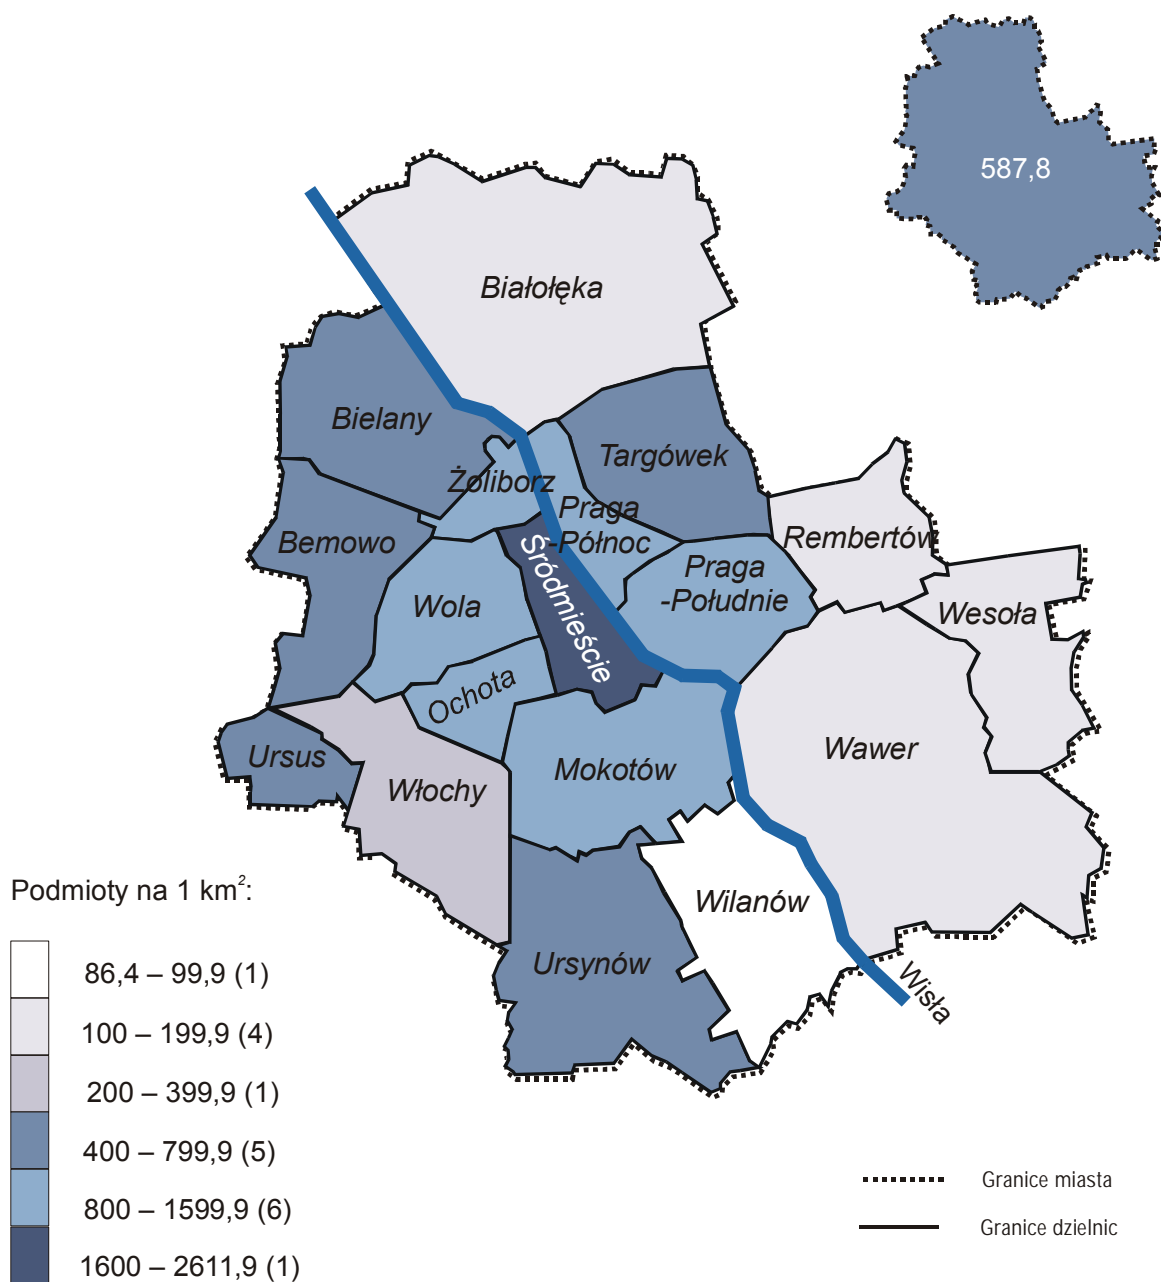 587,8
Białołęka
Bielany
Targówek
Żoliborz
Praga
-Północ
Bemowo
Rembertów
Śródmieście
Praga
-Południe
Wola
Wesoła
Ochota
Ursus
Włochy
Mokotów
Wawer
Wilanów
Ursynów
Wisła
Podmioty na 1 km²:
86,4 – 99,9 (1)
100 – 199,9 (4)
200 – 399,9 (1)
400 – 799,9 (5)
800 – 1599,9 (6)
1600 – 2611,9 (1)
Granice miasta
Granice dzielnic